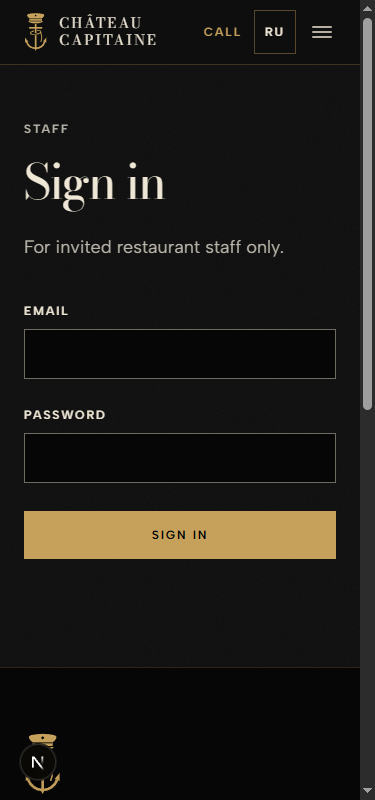 CHÂTEAU
CAPITAINE
CALL
RU
STAFF
Sign in
For invited restaurant staff only.
EMAIL
PASSWORD
SIGN IN
N